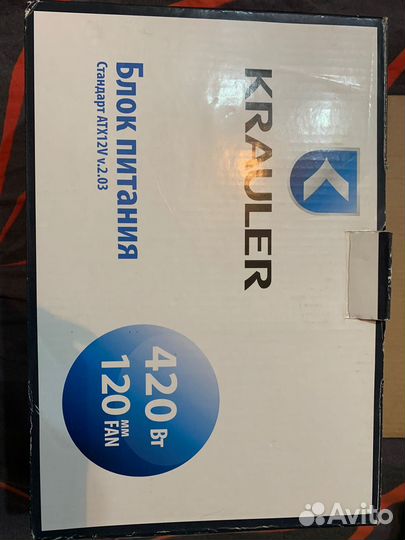 KRAULER
Блок питания
Стандарт ATX12V v.2.03
420 Вт
120 мм
FAN
Avito